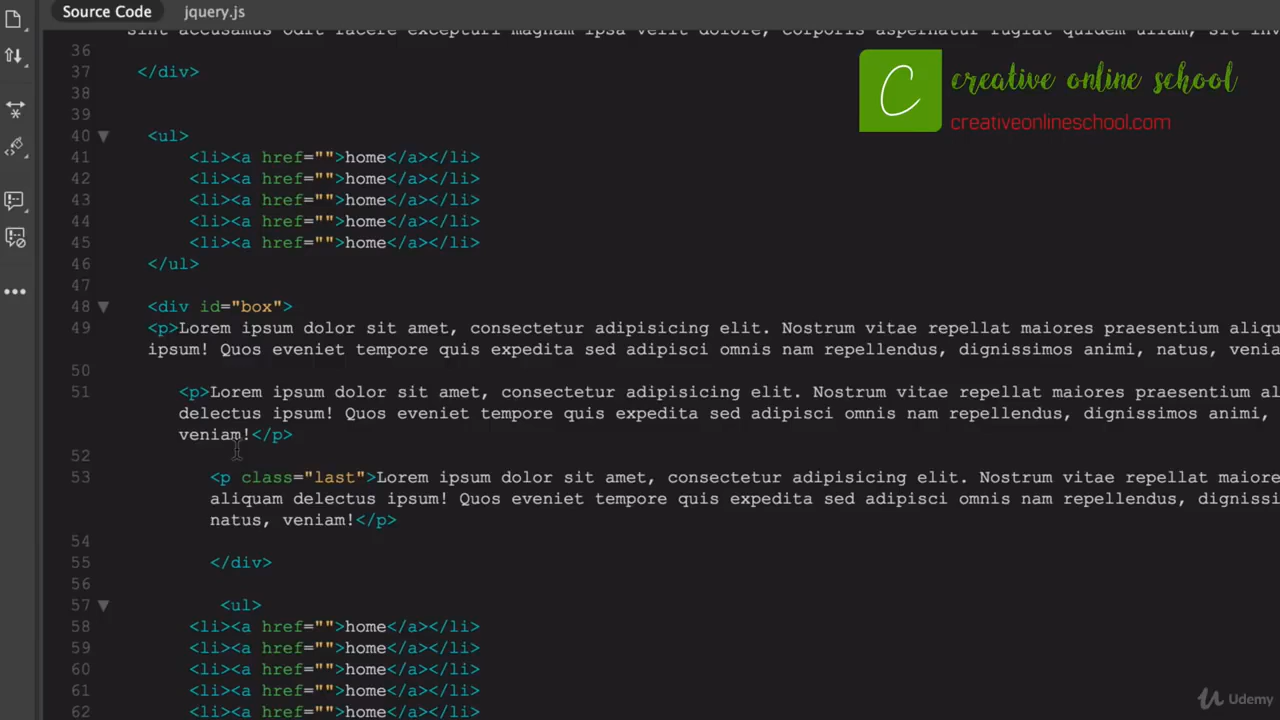 Source Code jquery.js
sint accusamus odit facere excepturi magnam ipsa velit dolore, corporis aspernatur fugiat quidem ullam, sit inv
36
37 </div>
38
39
40 <ul>
41 <li><a href="">home</a></li>
42 <li><a href="">home</a></li>
43 <li><a href="">home</a></li>
44 <li><a href="">home</a></li>
45 <li><a href="">home</a></li>
46 </ul>
47
48 <div id="box">
49 <p>Lorem ipsum dolor sit amet, consectetur adipisicing elit. Nostrum vitae repellat maiores praesentium aliqu
ipsum! Quos eveniet tempore quis expedita sed adipisci omnis nam repellendus, dignissimos animi, natus, venia
50
51 <p>Lorem ipsum dolor sit amet, consectetur adipisicing elit. Nostrum vitae repellat maiores praesentium al
delectus ipsum! Quos eveniet tempore quis expedita sed adipisci omnis nam repellendus, dignissimos animi,
veniam!</p>
52
53 <p class="last">Lorem ipsum dolor sit amet, consectetur adipisicing elit. Nostrum vitae repellat maiore
aliquam delectus ipsum! Quos eveniet tempore quis expedita sed adipisci omnis nam repellendus, digniss
natus, veniam!</p>
54
55 </div>
56
57 <ul>
58 <li><a href="">home</a></li>
59 <li><a href="">home</a></li>
60 <li><a href="">home</a></li>
61 <li><a href="">home</a></li>
62 <li><a href="">home</a></li>
C creative online school
creativeonlineschool.com
Udemy